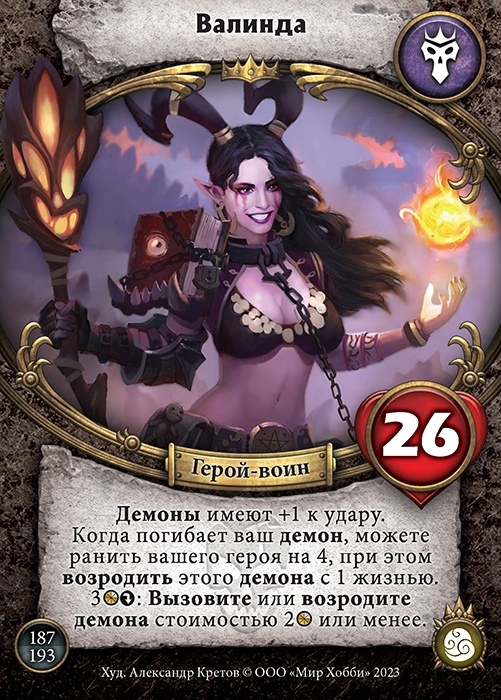 Валинда
26
Герой-воин
Демоны имеют +1 к удару.
Когда погибает ваш демон, можете
ранить вашего героя на 4, при этом
возродить этого демона с 1 жизнью.
3: Вызовите или возродите
демона стоимостью 2 или менее.
187
193
Худ. Александр Кретов © ООО «Мир Хобби» 2023